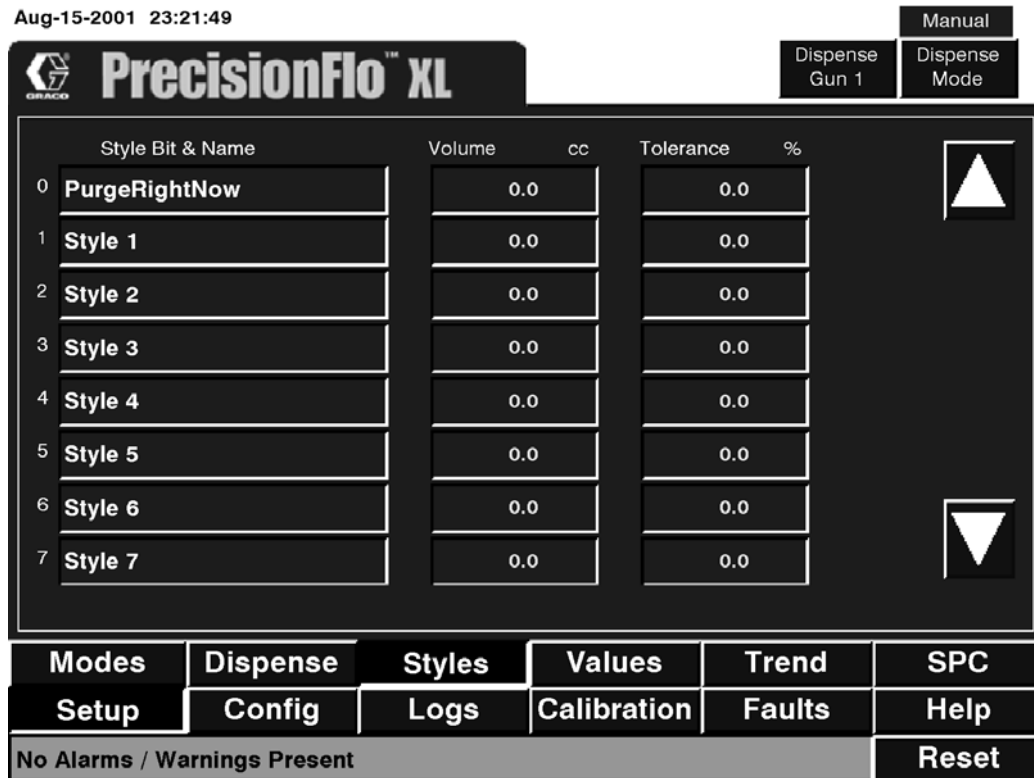 Aug-15-2001 23:21:49
Manual
GRACO
PrecisionFlo™ XL
Dispense
Gun 1
Dispense
Mode
Style Bit & Name Volume cc Tolerance %
0 PurgeRightNow 0.0 0.0
1 Style 1 0.0 0.0
2 Style 2 0.0 0.0
3 Style 3 0.0 0.0
4 Style 4 0.0 0.0
5 Style 5 0.0 0.0
6 Style 6 0.0 0.0
7 Style 7 0.0 0.0
Modes Dispense Styles Values Trend SPC
Setup Config Logs Calibration Faults Help
No Alarms / Warnings Present Reset